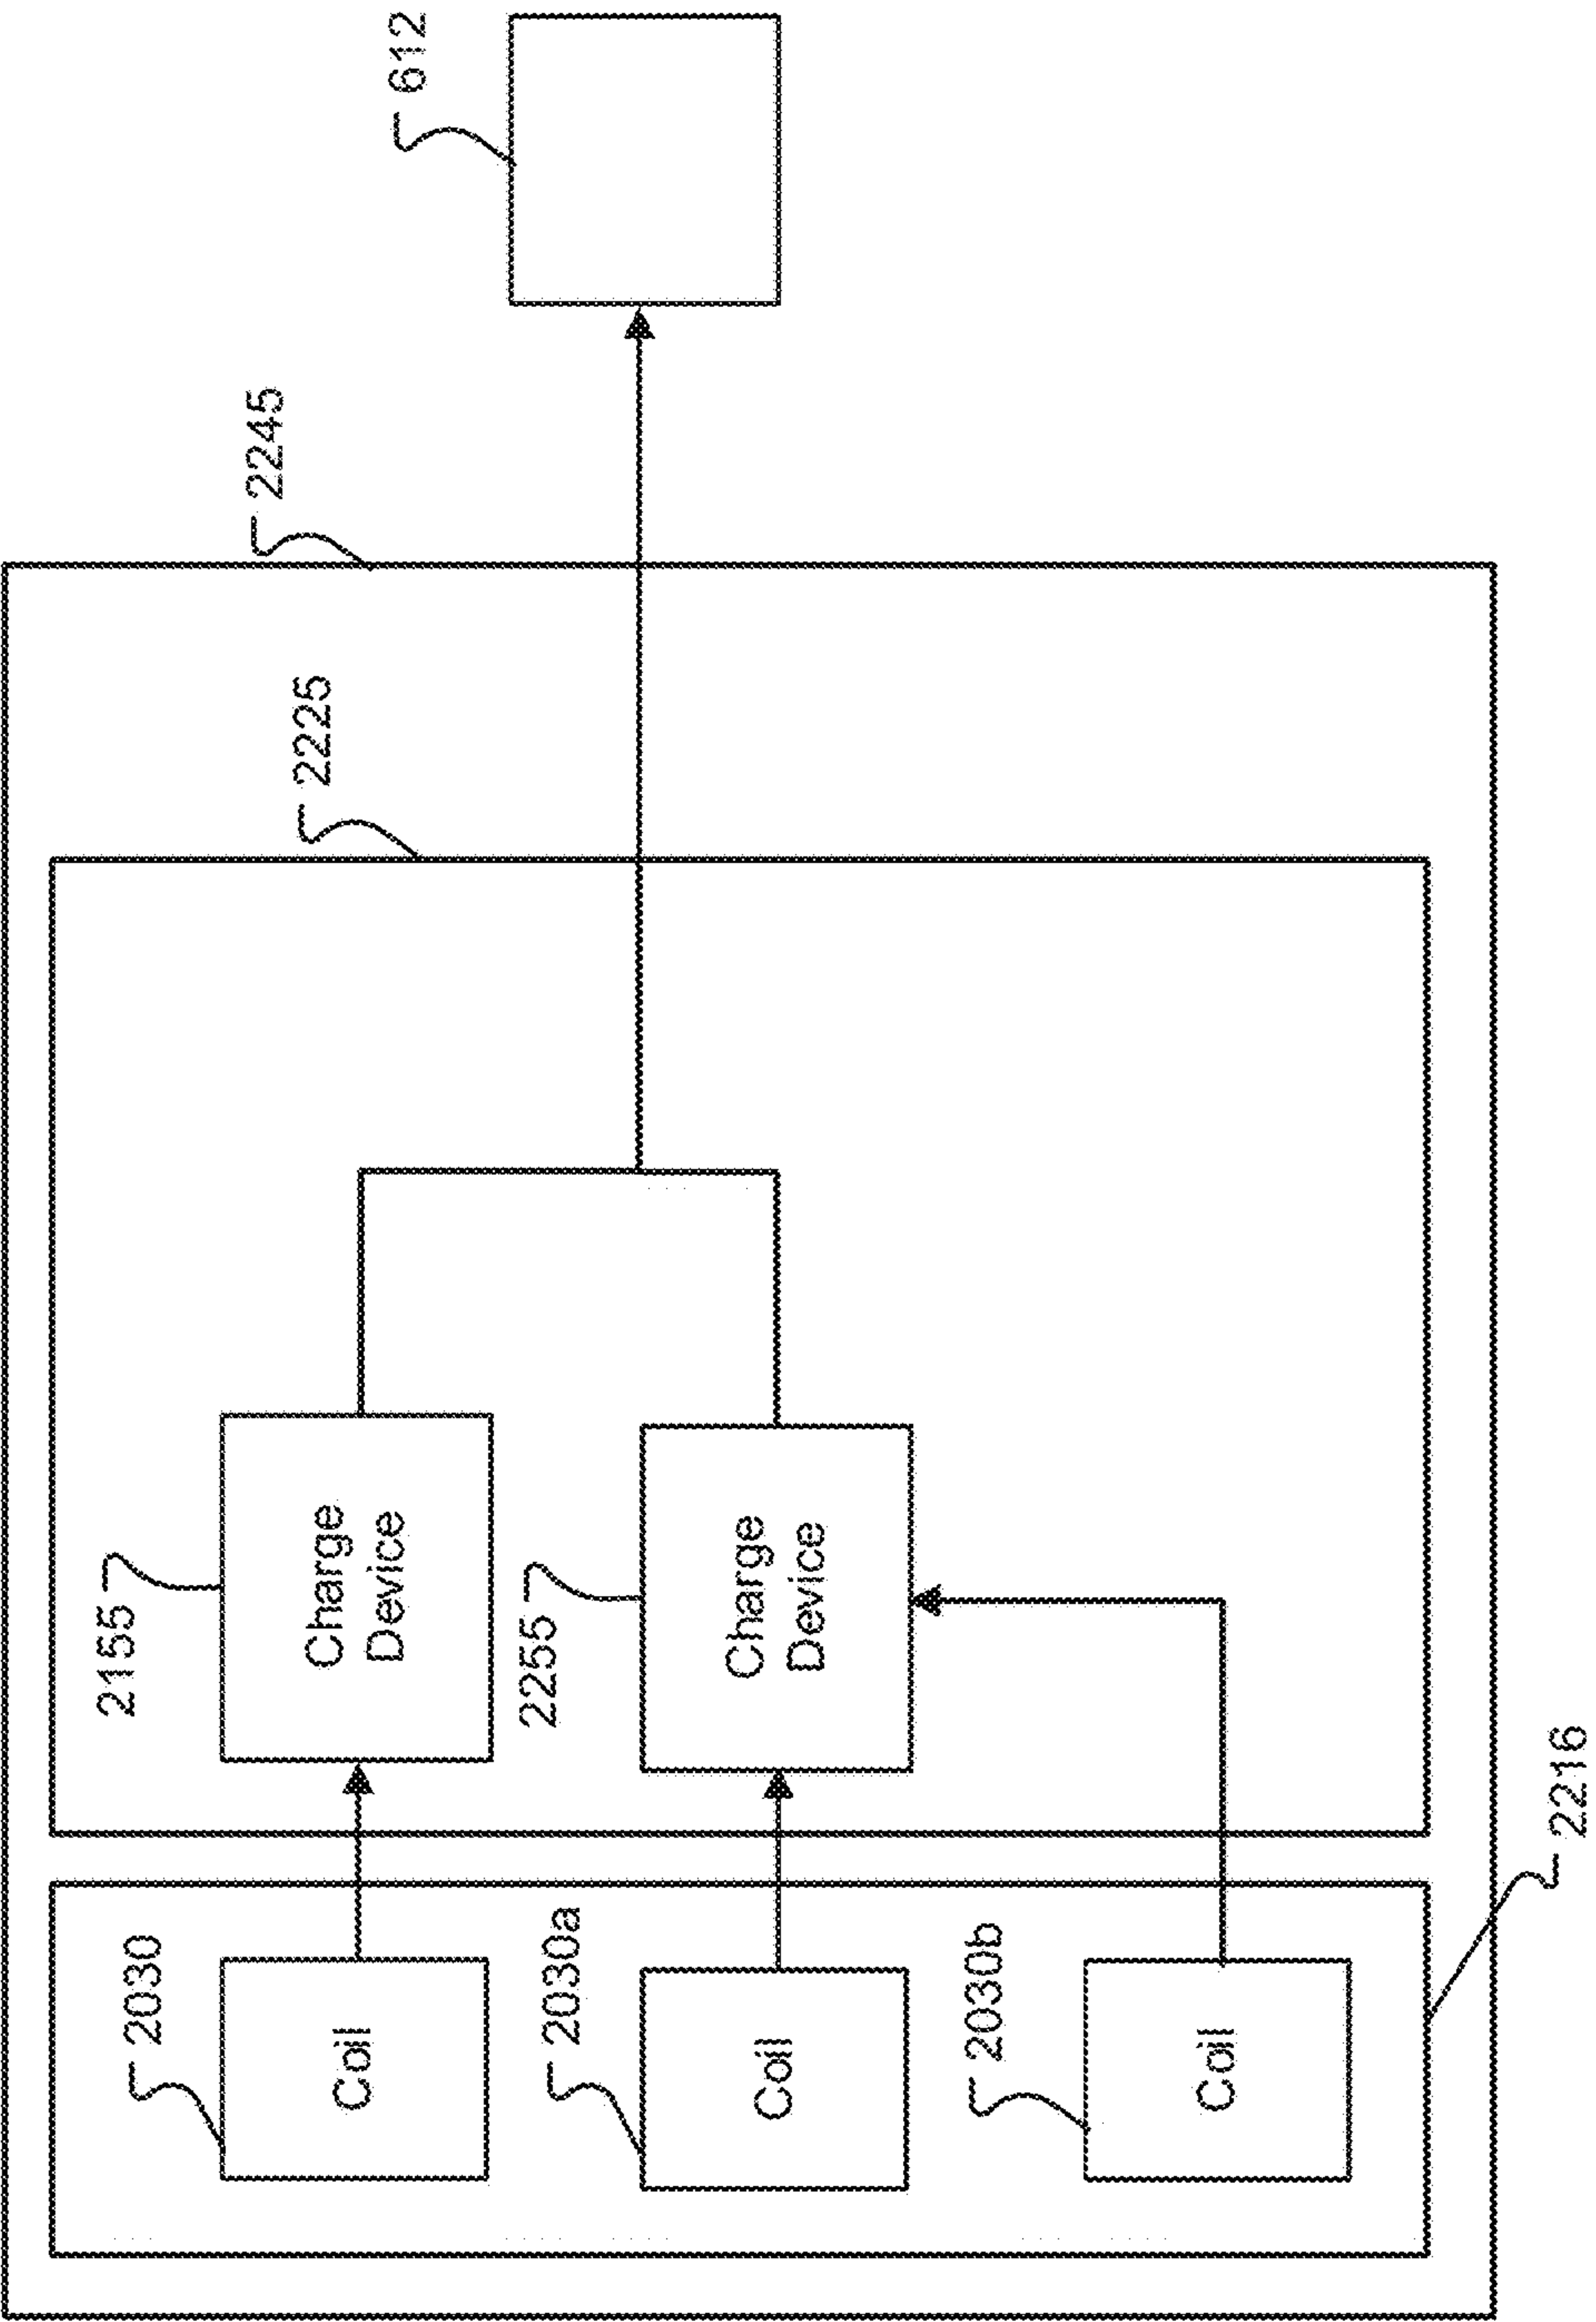 612
2245
2225
2155
Charge
Device
2255
Charge
Device
2030
Coil
2030a
Coil
2030b
Coil
2216